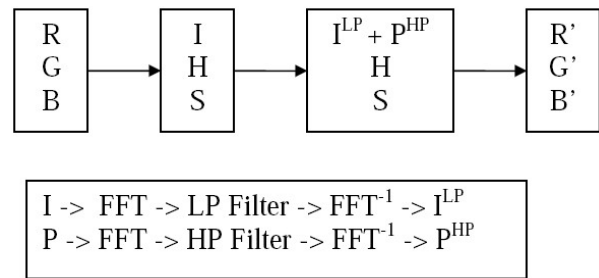 R
G
B
I
H
S
I^LP + P^HP
H
S
R’
G’
B’
I -> FFT -> LP Filter -> FFT^-1 -> I^LP
P -> FFT -> HP Filter -> FFT^-1 -> P^HP